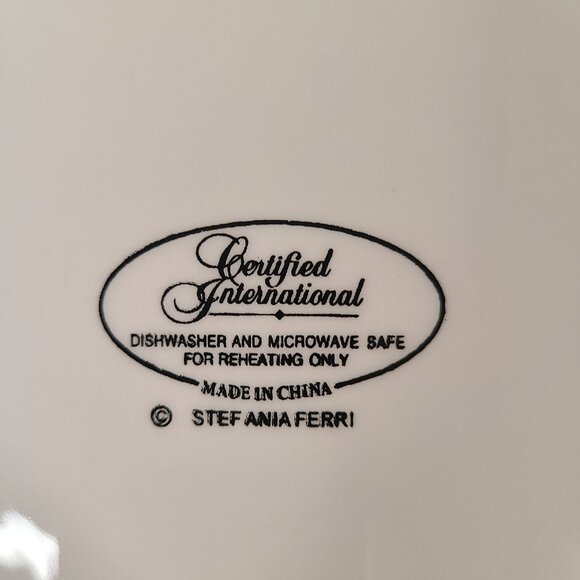 Certified
International
DISHWASHER AND MICROWAVE SAFE
FOR REHEATING ONLY
MADE IN CHINA
© STEFANIA FERRI